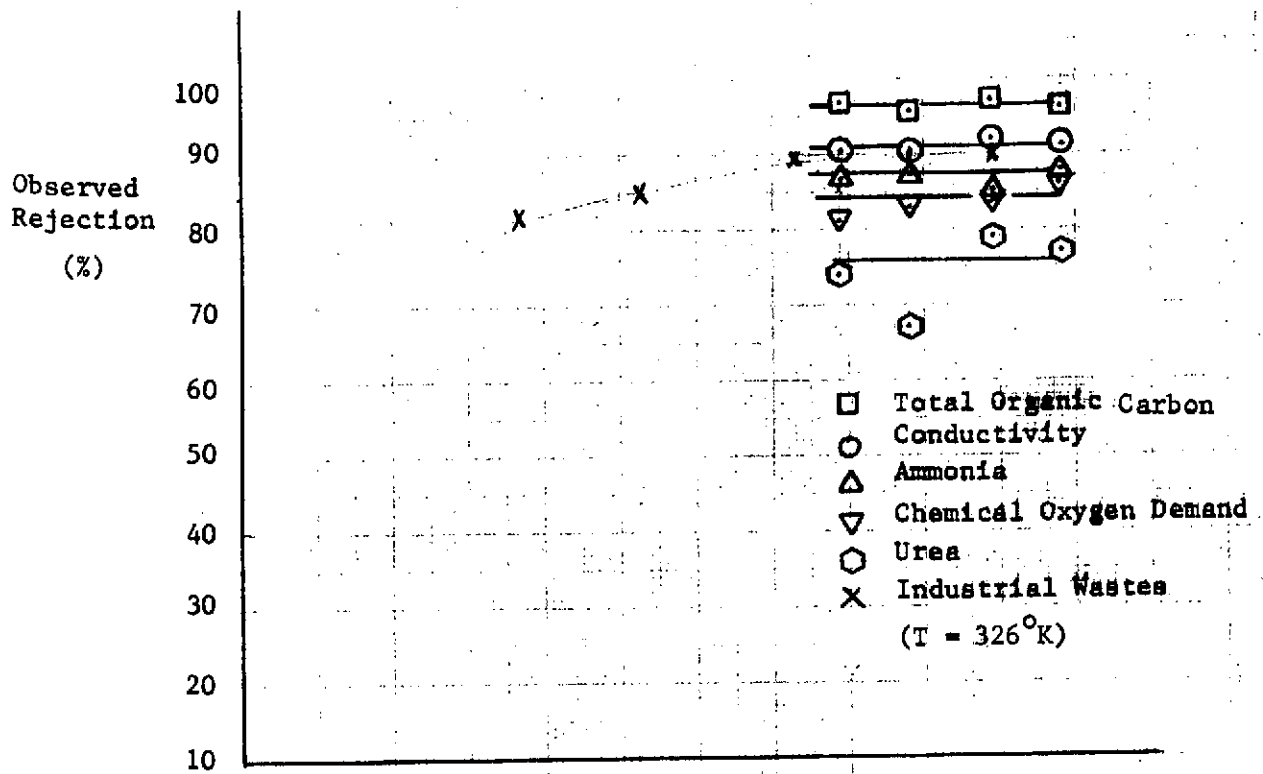 100
90
Observed
Rejection
(%)
80
70
60
50
40
30
20
10
Total Organic Carbon
Conductivity
Ammonia
Chemical Oxygen Demand
Urea
Industrial Wastes
(T = 326°K)